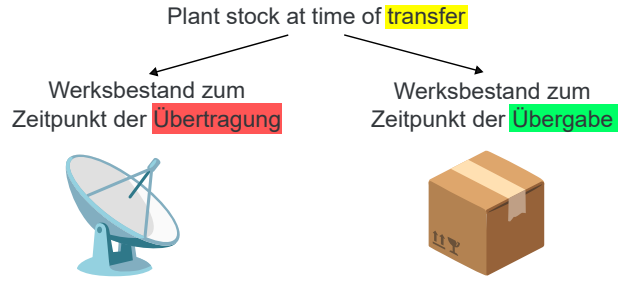 Plant stock at time of transfer
Werksbestand zum
Zeitpunkt der Übertragung
Werksbestand zum
Zeitpunkt der Übergabe